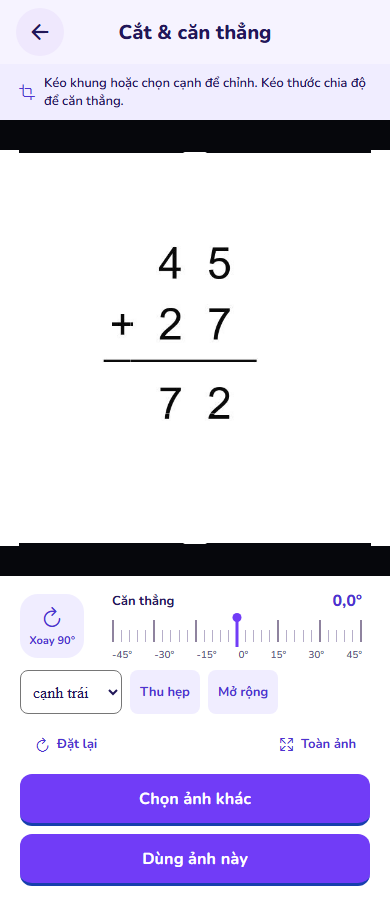 Cắt & căn thẳng
Kéo khung hoặc chọn cạnh để chỉnh. Kéo thước chia độ
để căn thẳng.
4 5
+ 2 7
7 2
Xoay 90°
Căn thẳng
0,0°
-45° -30° -15° 0° 15° 30° 45°
cạnh trái
Thu hẹp
Mở rộng
Đặt lại
Toàn ảnh
Chọn ảnh khác
Dùng ảnh này